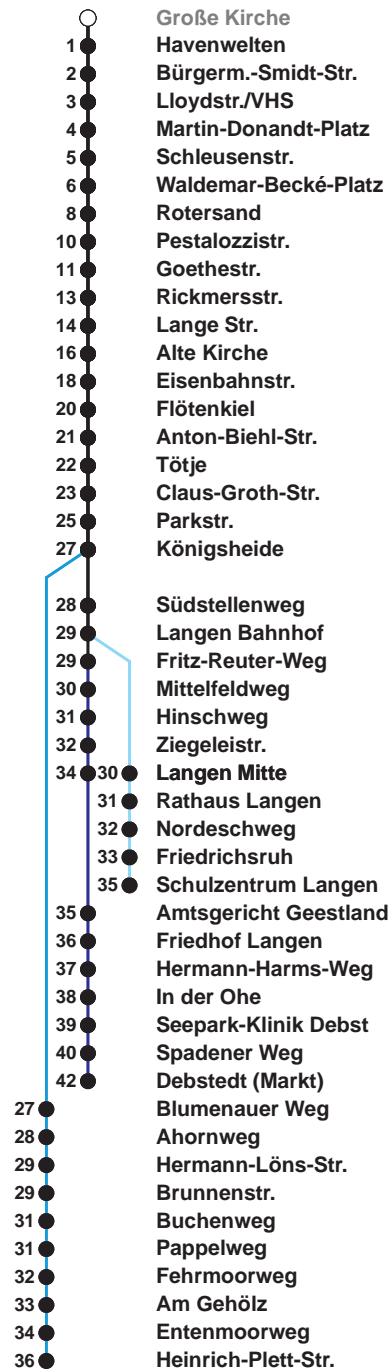 Große Kirche
1 Havenwelten
2 Bürgerm.-Smidt-Str.
3 Lloydstr./VHS
4 Martin-Donandt-Platz
5 Schleusenstr.
6 Waldemar-Becké-Platz
8 Rotersand
10 Pestalozzistr.
11 Goethestr.
13 Rickmersstr.
14 Lange Str.
16 Alte Kirche
18 Eisenbahnstr.
20 Flötenkiel
21 Anton-Biehl-Str.
22 Tötje
23 Claus-Groth-Str.
25 Parkstr.
27 Königsheide
28 Südstellenweg
29 Langen Bahnhof
29 Fritz-Reuter-Weg
30 Mittelfeldweg
31 Hinschweg
32 Ziegeleistr.
34 30 Langen Mitte
31 Rathaus Langen
32 Nordeschweg
33 Friedrichsruh
35 Schulzentrum Langen
35 Amtsgericht Geestland
36 Friedhof Langen
37 Hermann-Harms-Weg
38 In der Ohe
39 Seepark-Klinik Debst
40 Spadener Weg
42 Debstedt (Markt)
27 Blumenauer Weg
28 Ahornweg
29 Hermann-Löns-Str.
29 Brunnenstr.
31 Buchenweg
31 Pappelweg
32 Fehrmoorweg
33 Am Gehölz
34 Entenmoorweg
36 Heinrich-Plett-Str.